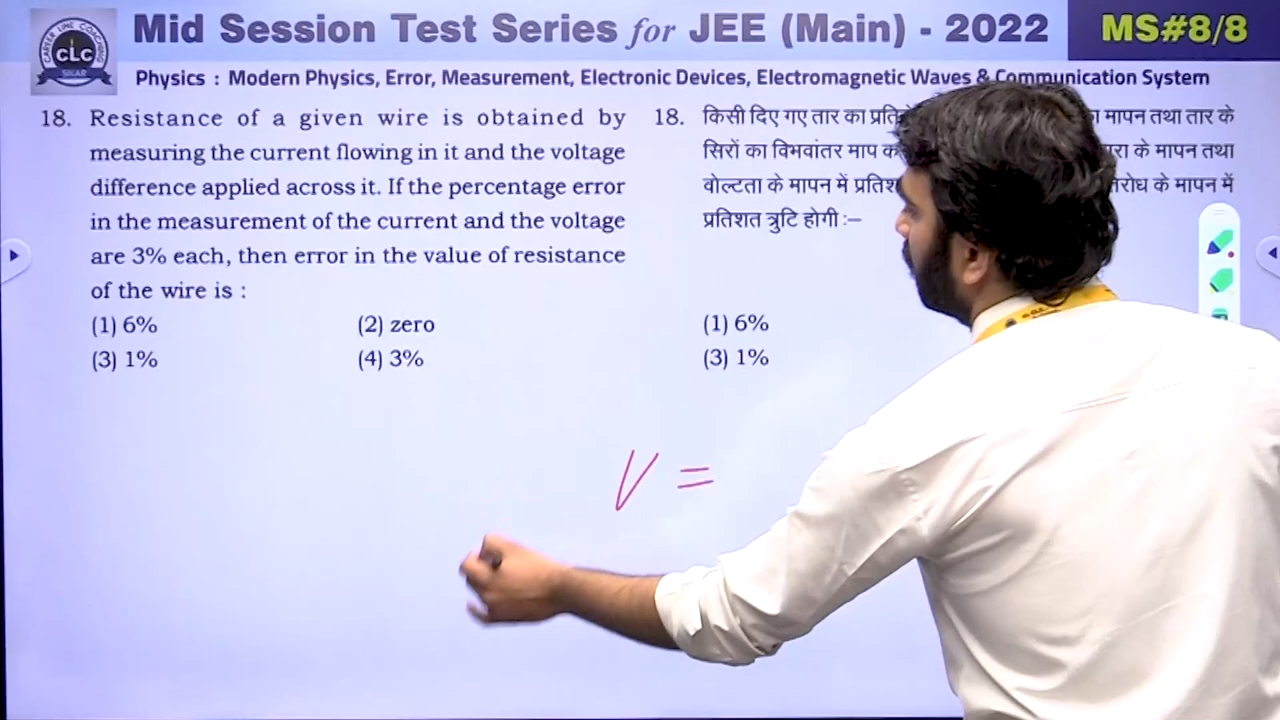 CAREER LINE COACHING
CLC
SIKAR
Mid Session Test Series for JEE (Main) - 2022
MS#8/8
Physics : Modern Physics, Error, Measurement, Electronic Devices, Electromagnetic Waves & Communication System
18. Resistance of a given wire is obtained by
measuring the current flowing in it and the voltage
difference applied across it. If the percentage error
in the measurement of the current and the voltage
are 3% each, then error in the value of resistance
of the wire is :
(1) 6% (2) zero
(3) 1% (4) 3%
18. किसी दिए गए तार का मापन तथा तार के
सिरों का विभवांतर माप के मापन तथा
वोल्टता के मापन में के मापन में
प्रतिशत त्रुटि होगी :–
(1) 6%
(3) 1%
V =